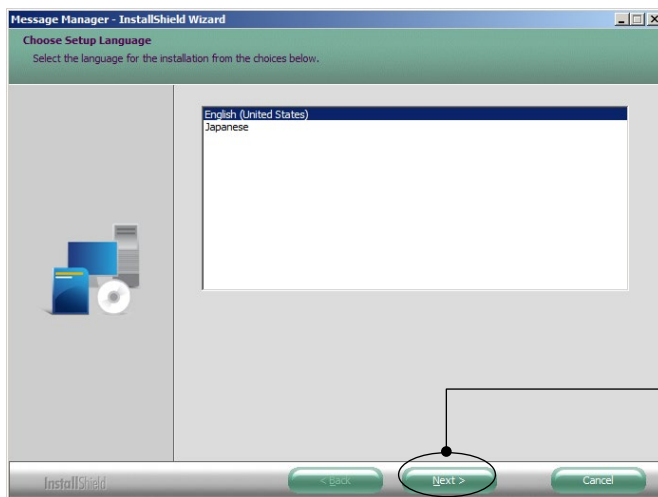 Message Manager - InstallShield Wizard
Choose Setup Language
Select the language for the installation from the choices below.
English (United States)
Japanese
InstallShield
< Back
Next >
Cancel